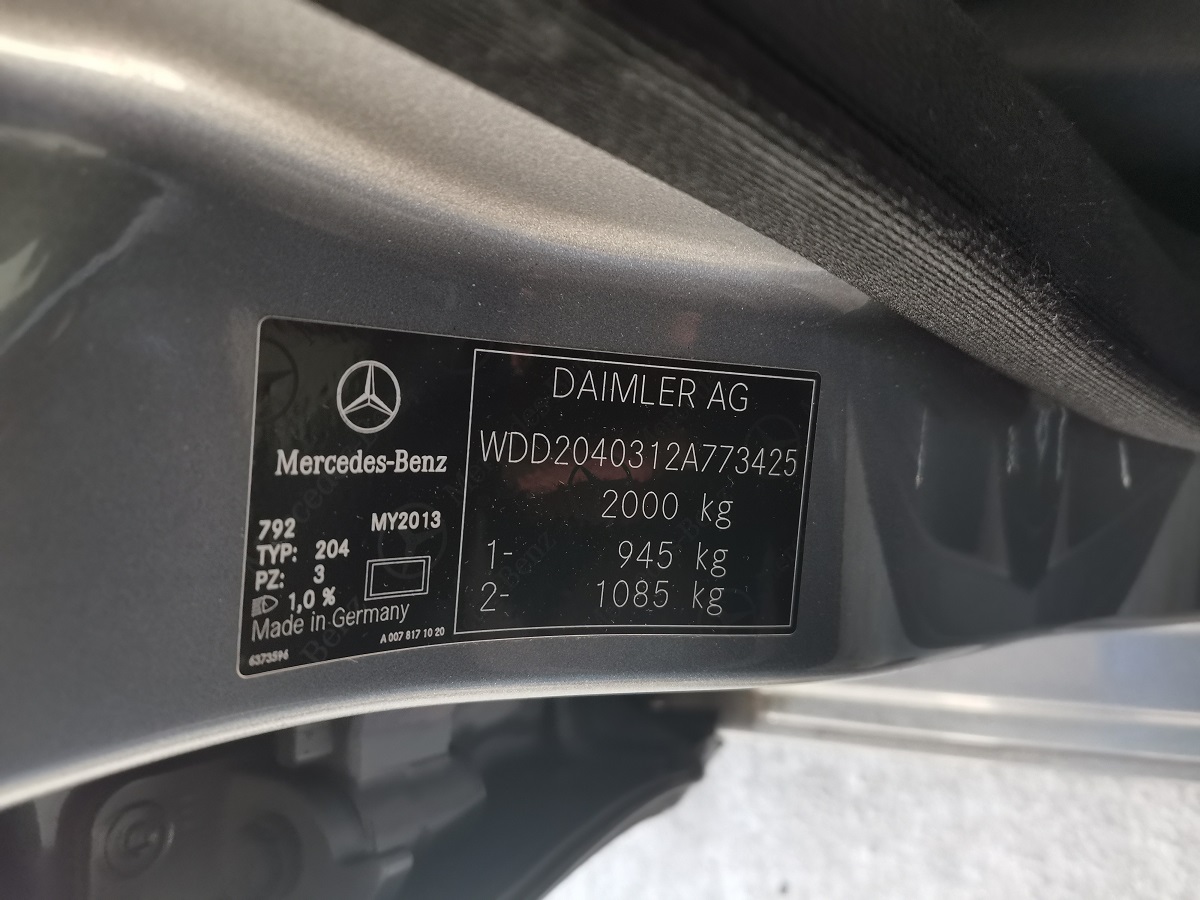 Mercedes-Benz
792 MY2013
TYP: 204
PZ: 3
1,0 %
Made in Germany
A 007 817 10 20
6373596
DAIMLER AG
WDD2040312A773425
2000 kg
1- 945 kg
2- 1085 kg